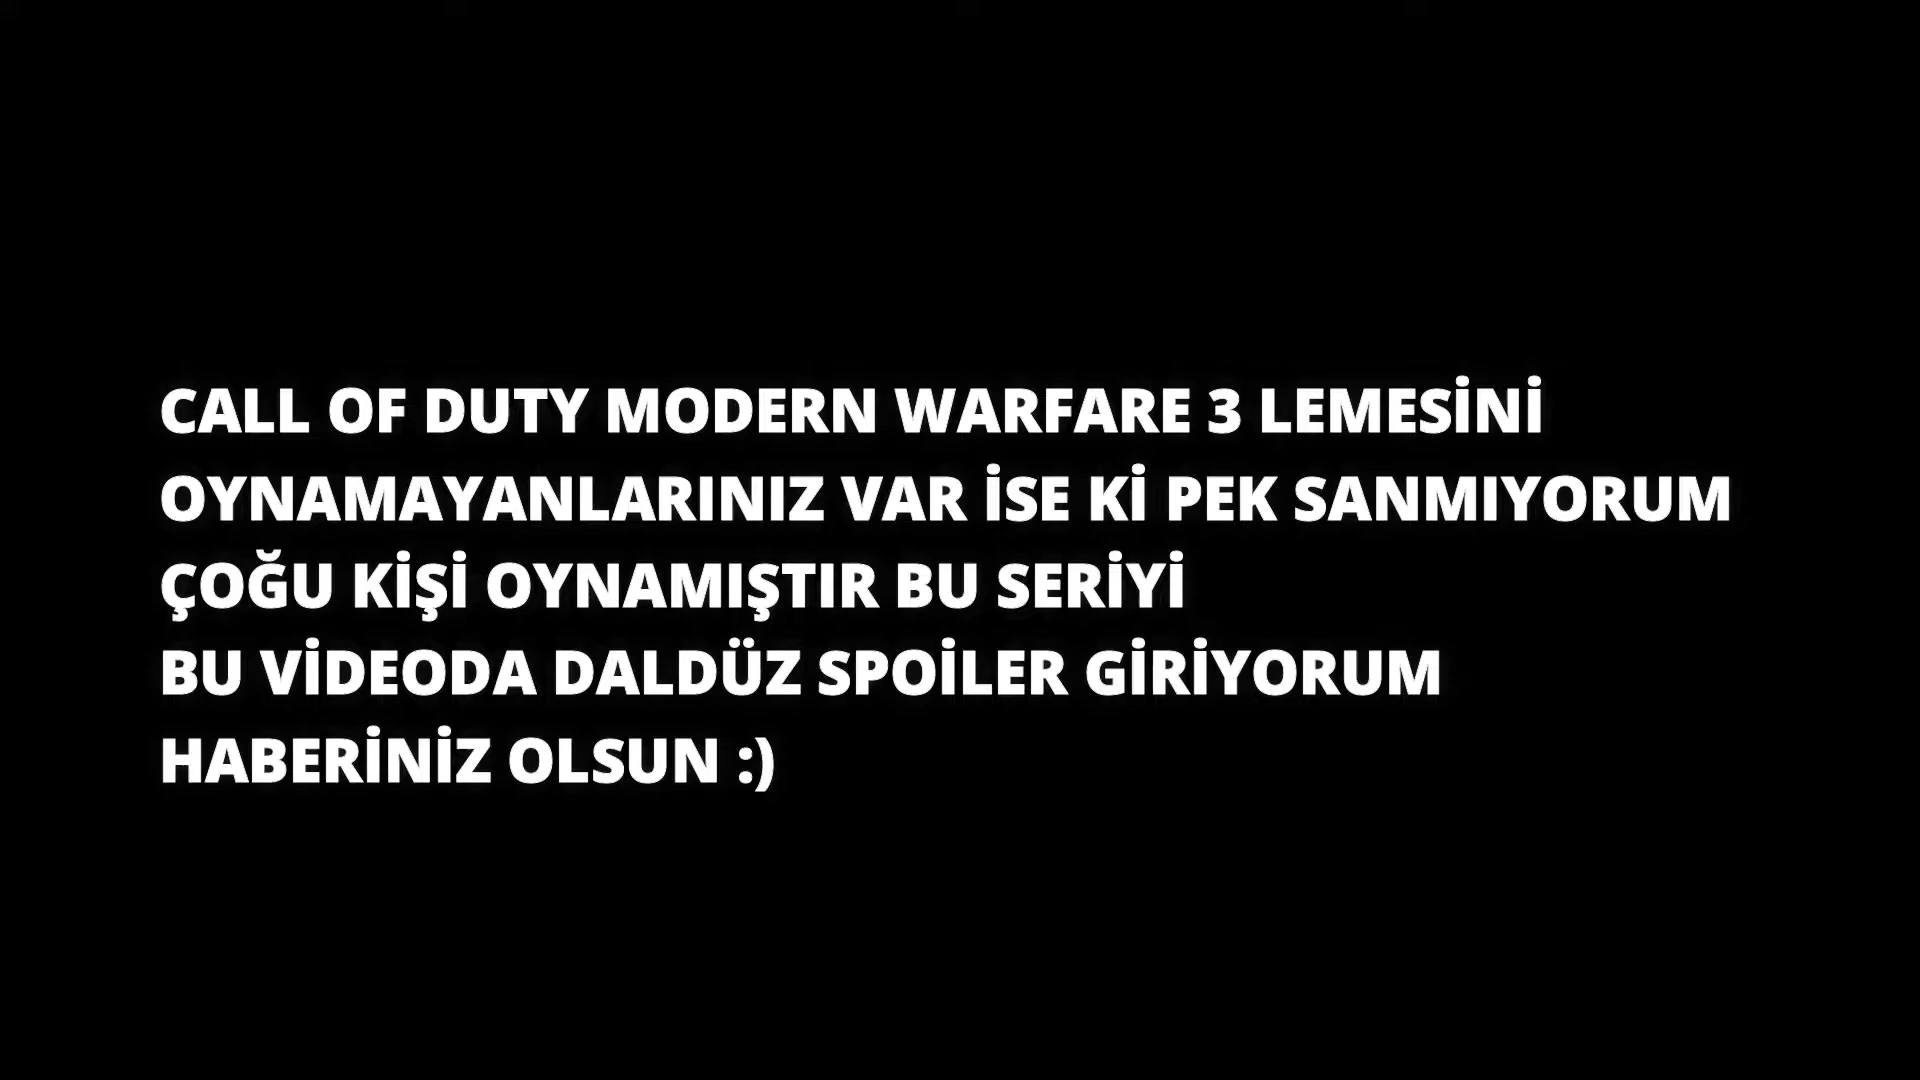 CALL OF DUTY MODERN WARFARE 3 LEMESİNİ
OYNAMAYANLARINIZ VAR İSE Kİ PEK SANMIYORUM
ÇOĞU KİŞİ OYNAMIŞTIR BU SERİYİ
BU VİDEODA DALDÜZ SPOİLER GİRİYORUM
HABERİNİZ OLSUN :)